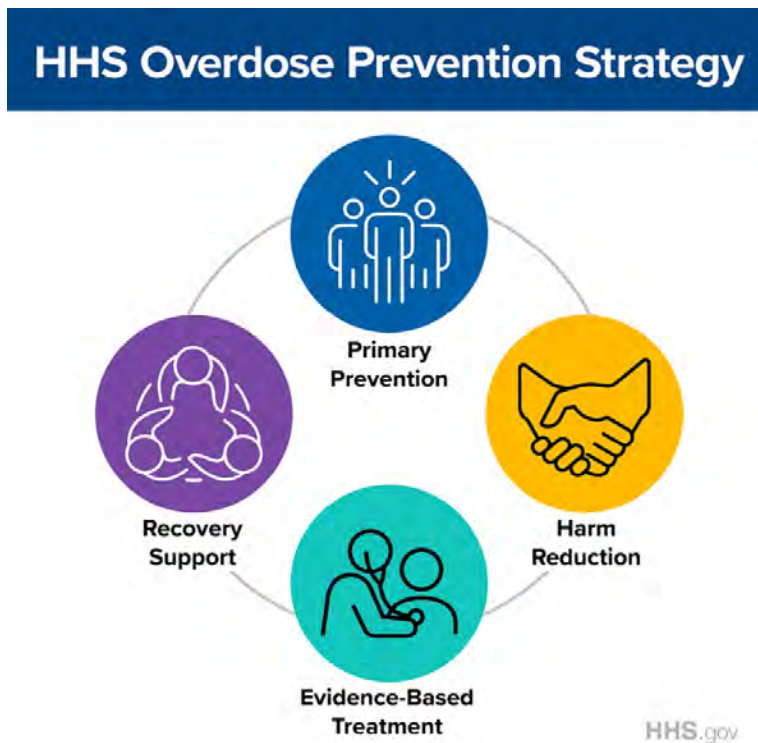 HHS Overdose Prevention Strategy
Primary
Prevention
Recovery
Support
Harm
Reduction
Evidence-Based
Treatment
HHS.gov